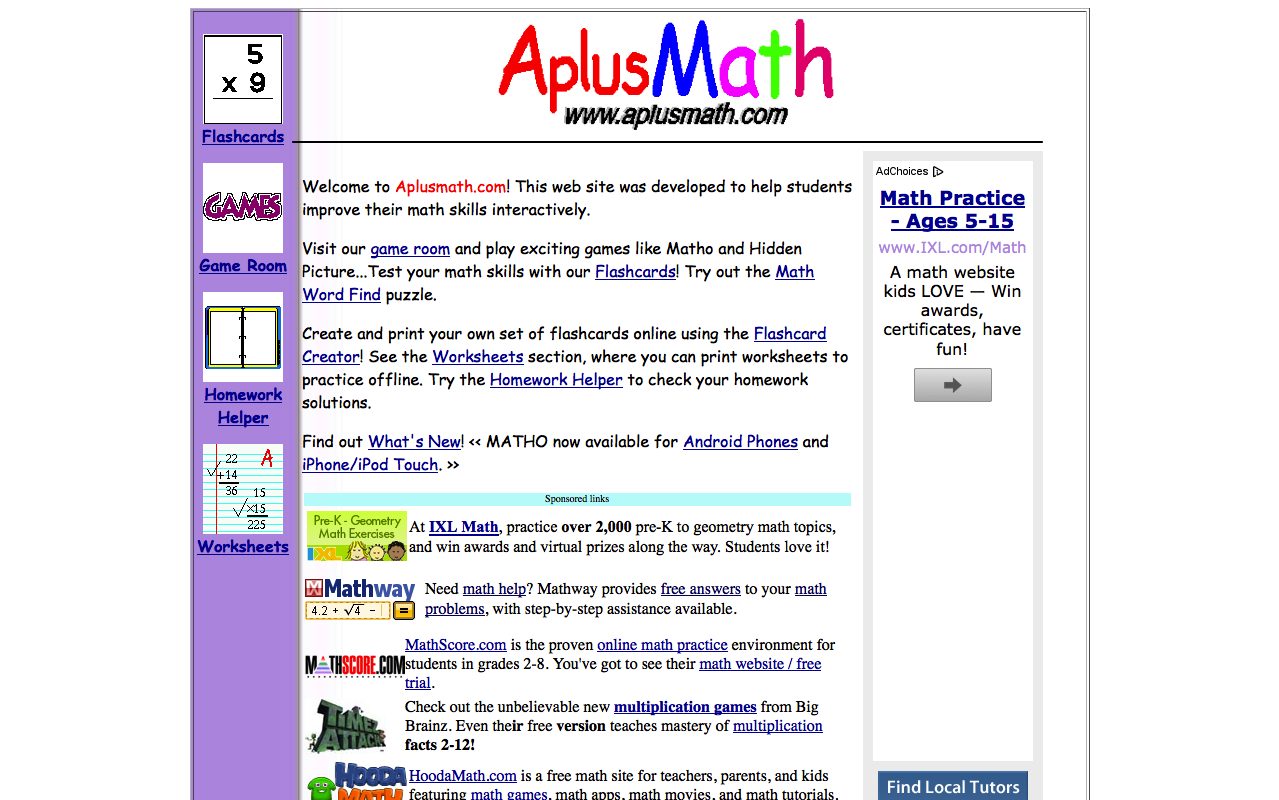 AplusMath
www.aplusmath.com
5
x 9
Flashcards
GAMES
Game Room
Homework
Helper
22
+14
36
A
15
x15
225
Worksheets
Welcome to Aplusmath.com! This web site was developed to help students
improve their math skills interactively.
Visit our game room and play exciting games like Matho and Hidden
Picture...Test your math skills with our Flashcards! Try out the Math
Word Find puzzle.
Create and print your own set of flashcards online using the Flashcard
Creator! See the Worksheets section, where you can print worksheets to
practice offline. Try the Homework Helper to check your homework
solutions.
Find out What's New! << MATHO now available for Android Phones and
iPhone/iPod Touch. >>
Sponsored links
Pre-K - Geometry
Math Exercises
IXL
At IXL Math, practice over 2,000 pre-K to geometry math topics,
and win awards and virtual prizes along the way. Students love it!
Mathway
4.2 + √4 - =
Need math help? Mathway provides free answers to your math
problems, with step-by-step assistance available.
MATHSCORE.COM
MathScore.com is the proven online math practice environment for
students in grades 2-8. You've got to see their math website / free
trial.
TIMEZ
ATTACK
Check out the unbelievable new multiplication games from Big
Brainz. Even their free version teaches mastery of multiplication
facts 2-12!
HOODA
MATH
HoodaMath.com is a free math site for teachers, parents, and kids
featuring math games, math apps, math movies, and math tutorials.
AdChoices
Math Practice
- Ages 5-15
www.IXL.com/Math
A math website
kids LOVE — Win
awards,
certificates, have
fun!
Find Local Tutors